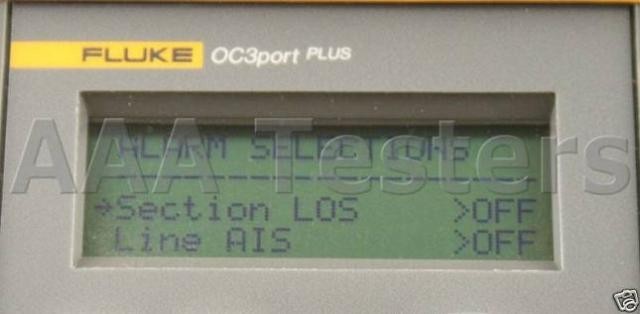 FLUKE OC3port PLUS
AAA Testers
ALARM SELECTIONS
--------------------
→Section LOS >OFF
Line AIS >OFF